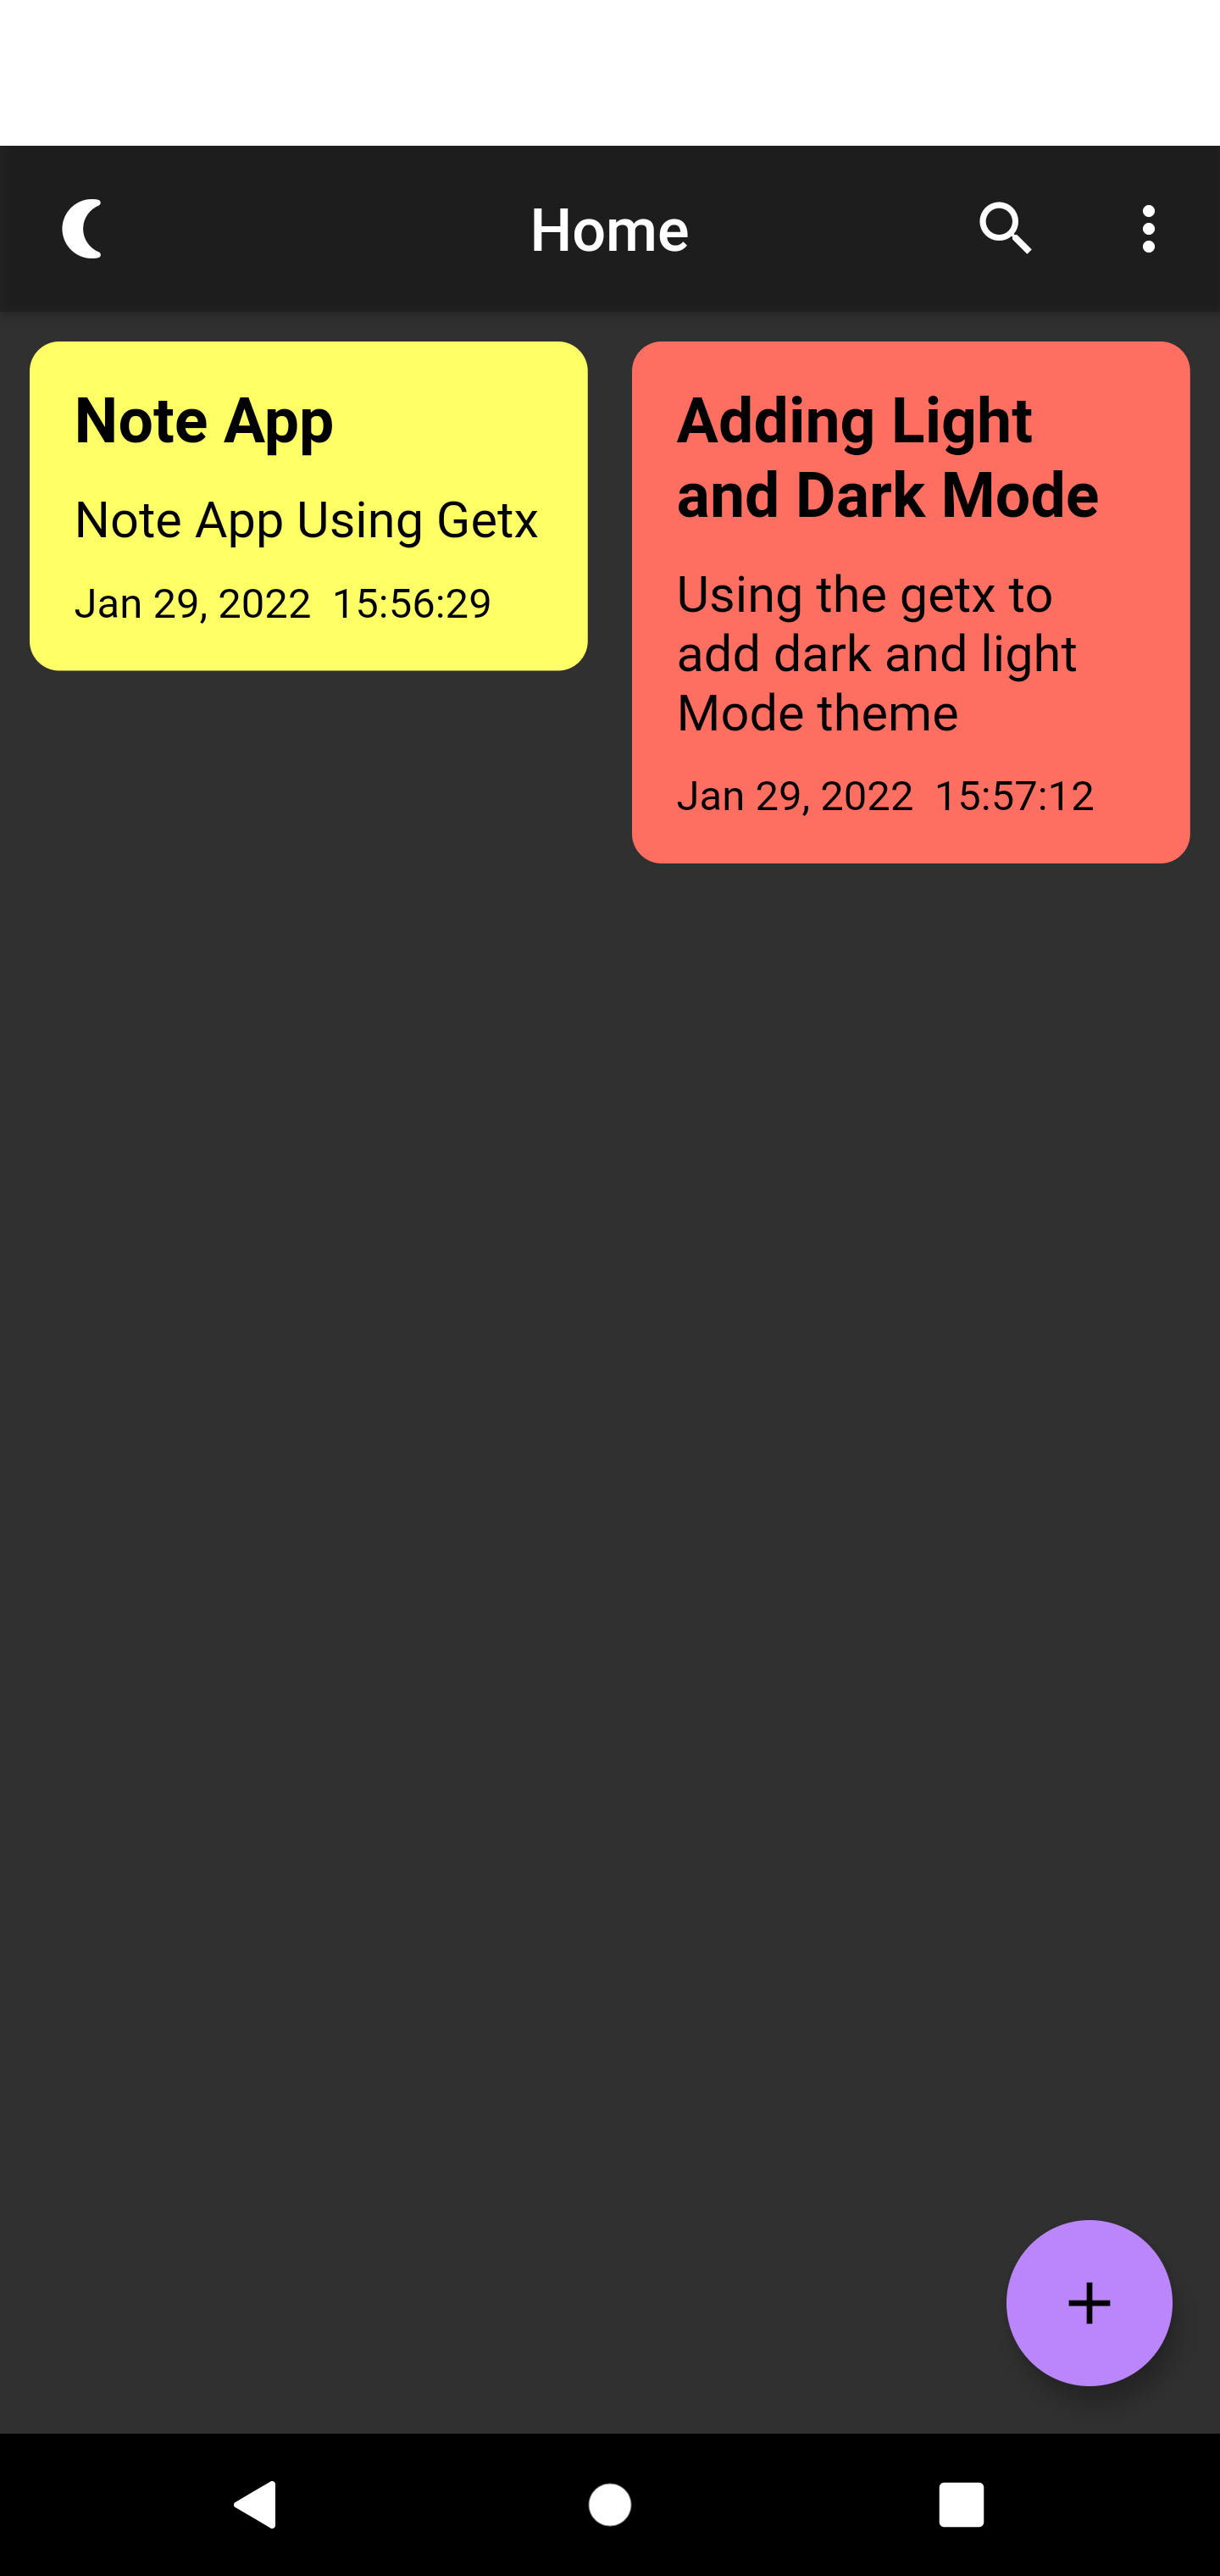 Home
Note App
Note App Using Getx
Jan 29, 2022  15:56:29
Adding Light
and Dark Mode
Using the getx to
add dark and light
Mode theme
Jan 29, 2022  15:57:12